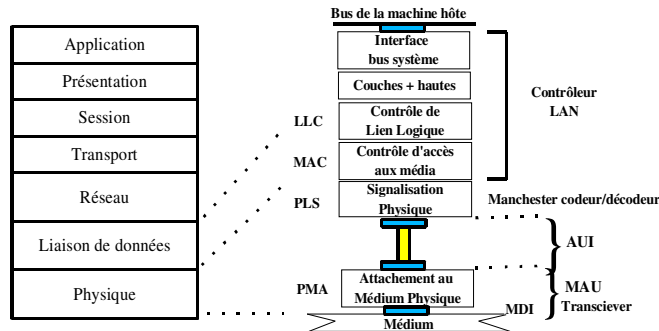 Bus de la machine hôte
Application
Présentation
Session
Transport
Réseau
Liaison de données
Physique
Interface
bus système
Couches + hautes
LLC
Contrôle de
Lien Logique
MAC
Contrôle d'accès
aux média
PLS
Signalisation
Physique
PMA
Attachement au
Médium Physique
Médium
Contrôleur
LAN
Manchester codeur/décodeur
AUI
MAU
Transciever
MDI